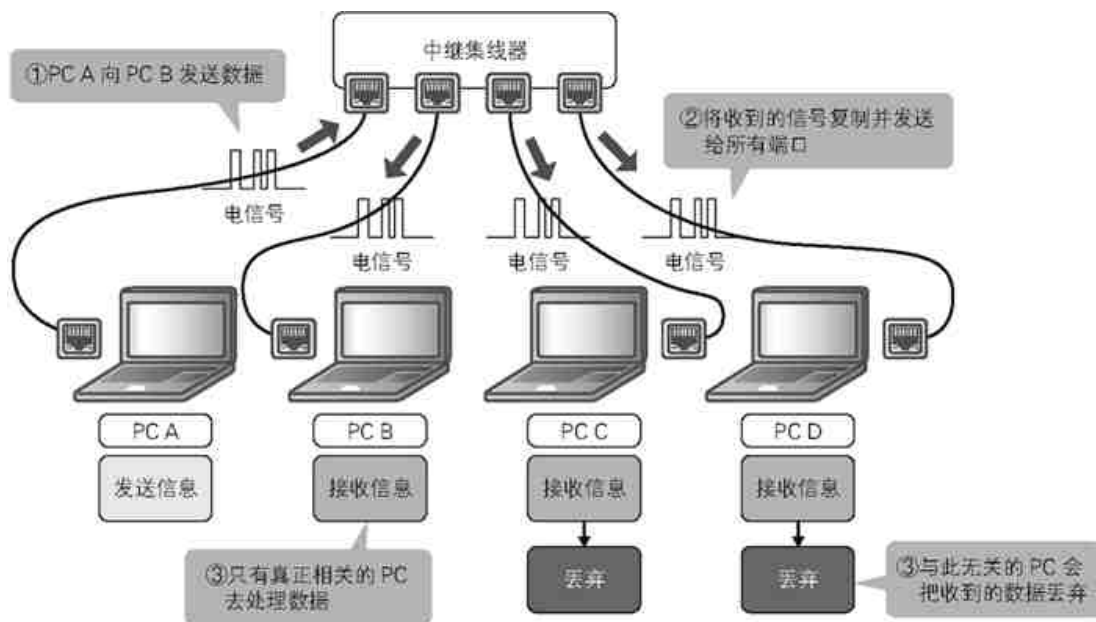 中继集线器
①PC A 向 PC B 发送数据
②将收到的信号复制并发送
给所有端口
电信号
电信号
电信号
电信号
PC A
PC B
PC C
PC D
发送信息
接收信息
接收信息
接收信息
③只有真正相关的 PC
去处理数据
丢弃
丢弃
③与此无关的 PC 会
把收到的数据丢弃